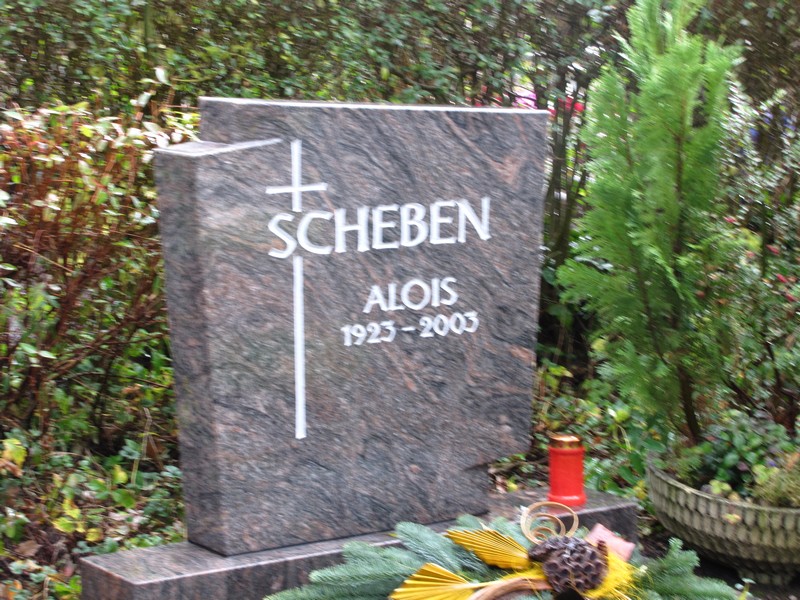 SCHEBEN
ALOIS
1923 - 2003